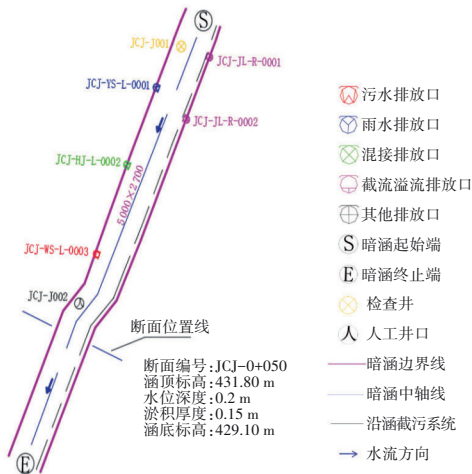 S
JCJ-J001
JCJ-JL-R-0001
JCJ-YS-L-0001
JCJ-JL-R-0002
JCJ-HJ-L-0002
5,000×2,700
JCJ-WS-L-0003
JCJ-J002
人
断面位置线
断面编号:JCJ-0+050
涵顶标高:431.80 m
水位深度:0.2 m
淤积厚度:0.15 m
涵底标高:429.10 m
E
污水排放口
雨水排放口
混接排放口
截流溢流排放口
其他排放口
S 暗涵起始端
E 暗涵终止端
检查井
人 人工井口
暗涵边界线
暗涵中轴线
沿涵截污系统
水流方向